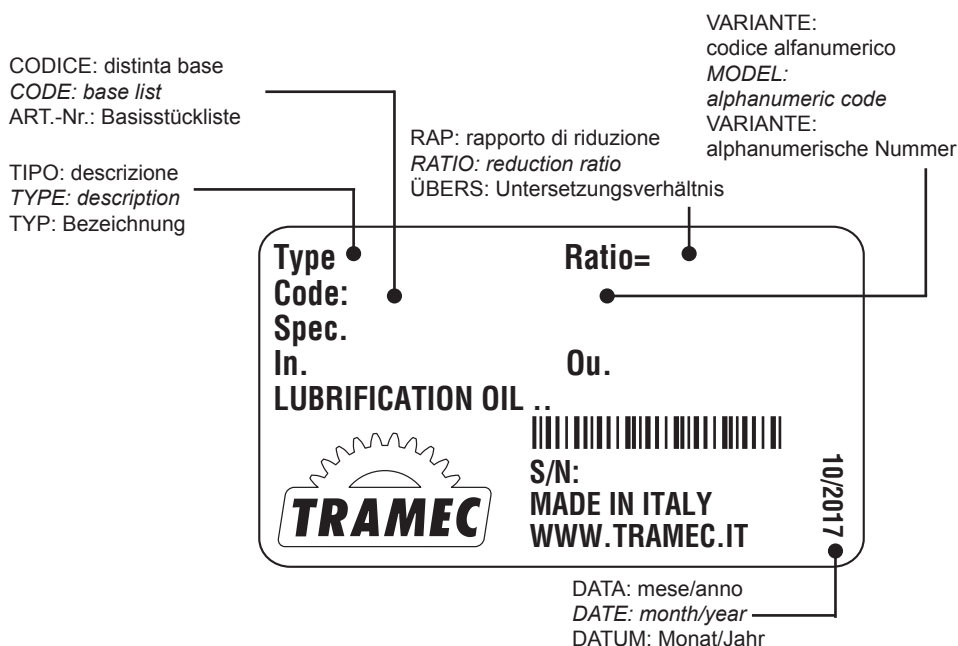 VARIANTE:
codice alfanumerico
MODEL:
alphanumeric code
VARIANTE:
alphanumerische Nummer
CODICE: distinta base
CODE: base list
ART.-Nr.: Basisstückliste
RAP: rapporto di riduzione
RATIO: reduction ratio
ÜBERS: Untersetzungsverhältnis
TIPO: descrizione
TYPE: description
TYP: Bezeichnung
Type Ratio=
Code:
Spec.
In. Ou.
LUBRIFICATION OIL ..
TRAMEC
S/N:
MADE IN ITALY
WWW.TRAMEC.IT
10/2017
DATA: mese/anno
DATE: month/year
DATUM: Monat/Jahr